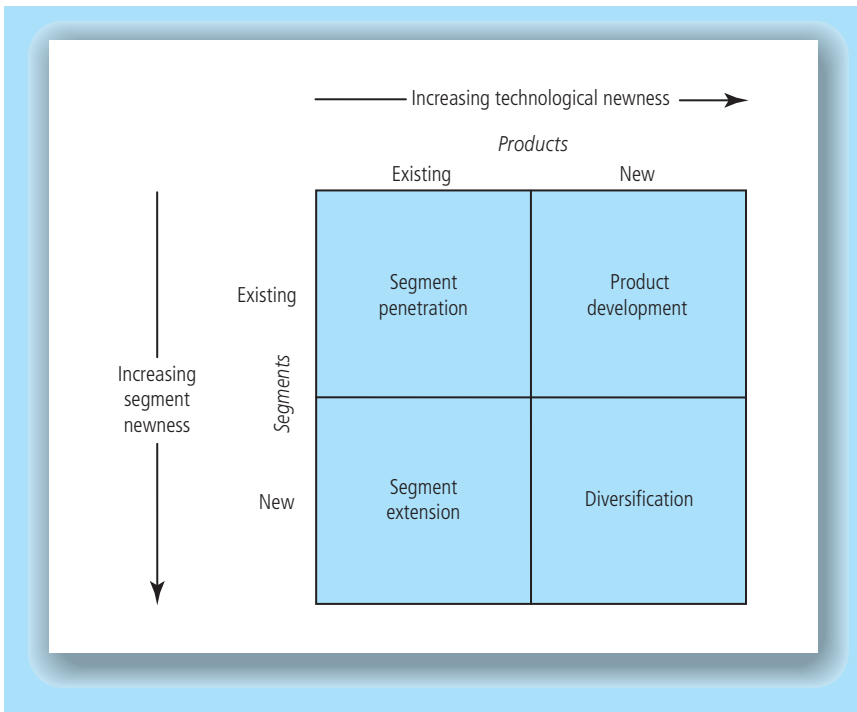 Increasing technological newness
Products
Existing
New
Existing
Segment
penetration
Product
development
Increasing
segment
newness
Segments
New
Segment
extension
Diversification